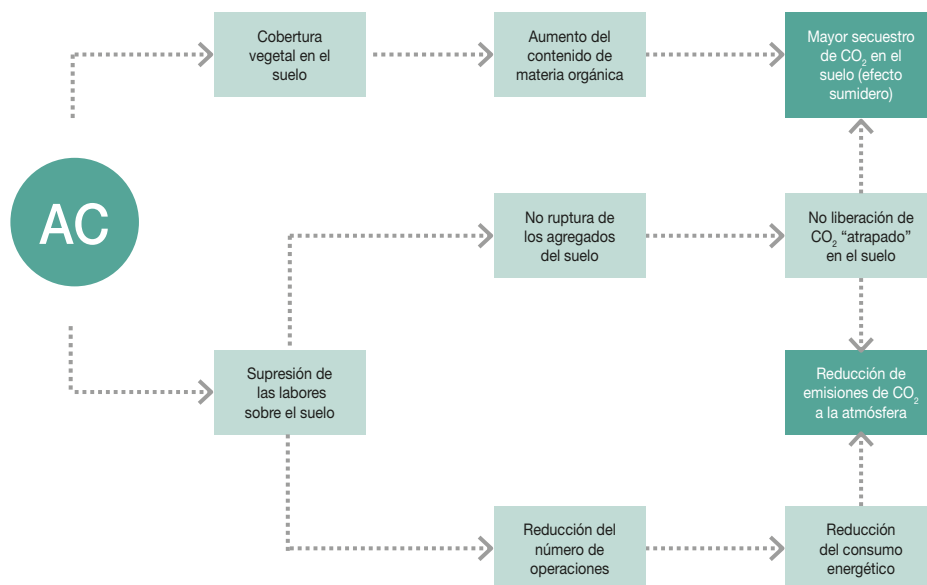 Cobertura
vegetal en el
suelo
Aumento del
contenido de
materia orgánica
Mayor secuestro
de CO₂ en el
suelo (efecto
sumidero)
AC
No ruptura de
los agregados
del suelo
No liberación de
CO₂ “atrapado”
en el suelo
Supresión de
las labores
sobre el suelo
Reducción de
emisiones de CO₂
a la atmósfera
Reducción del
número de
operaciones
Reducción
del consumo
energético